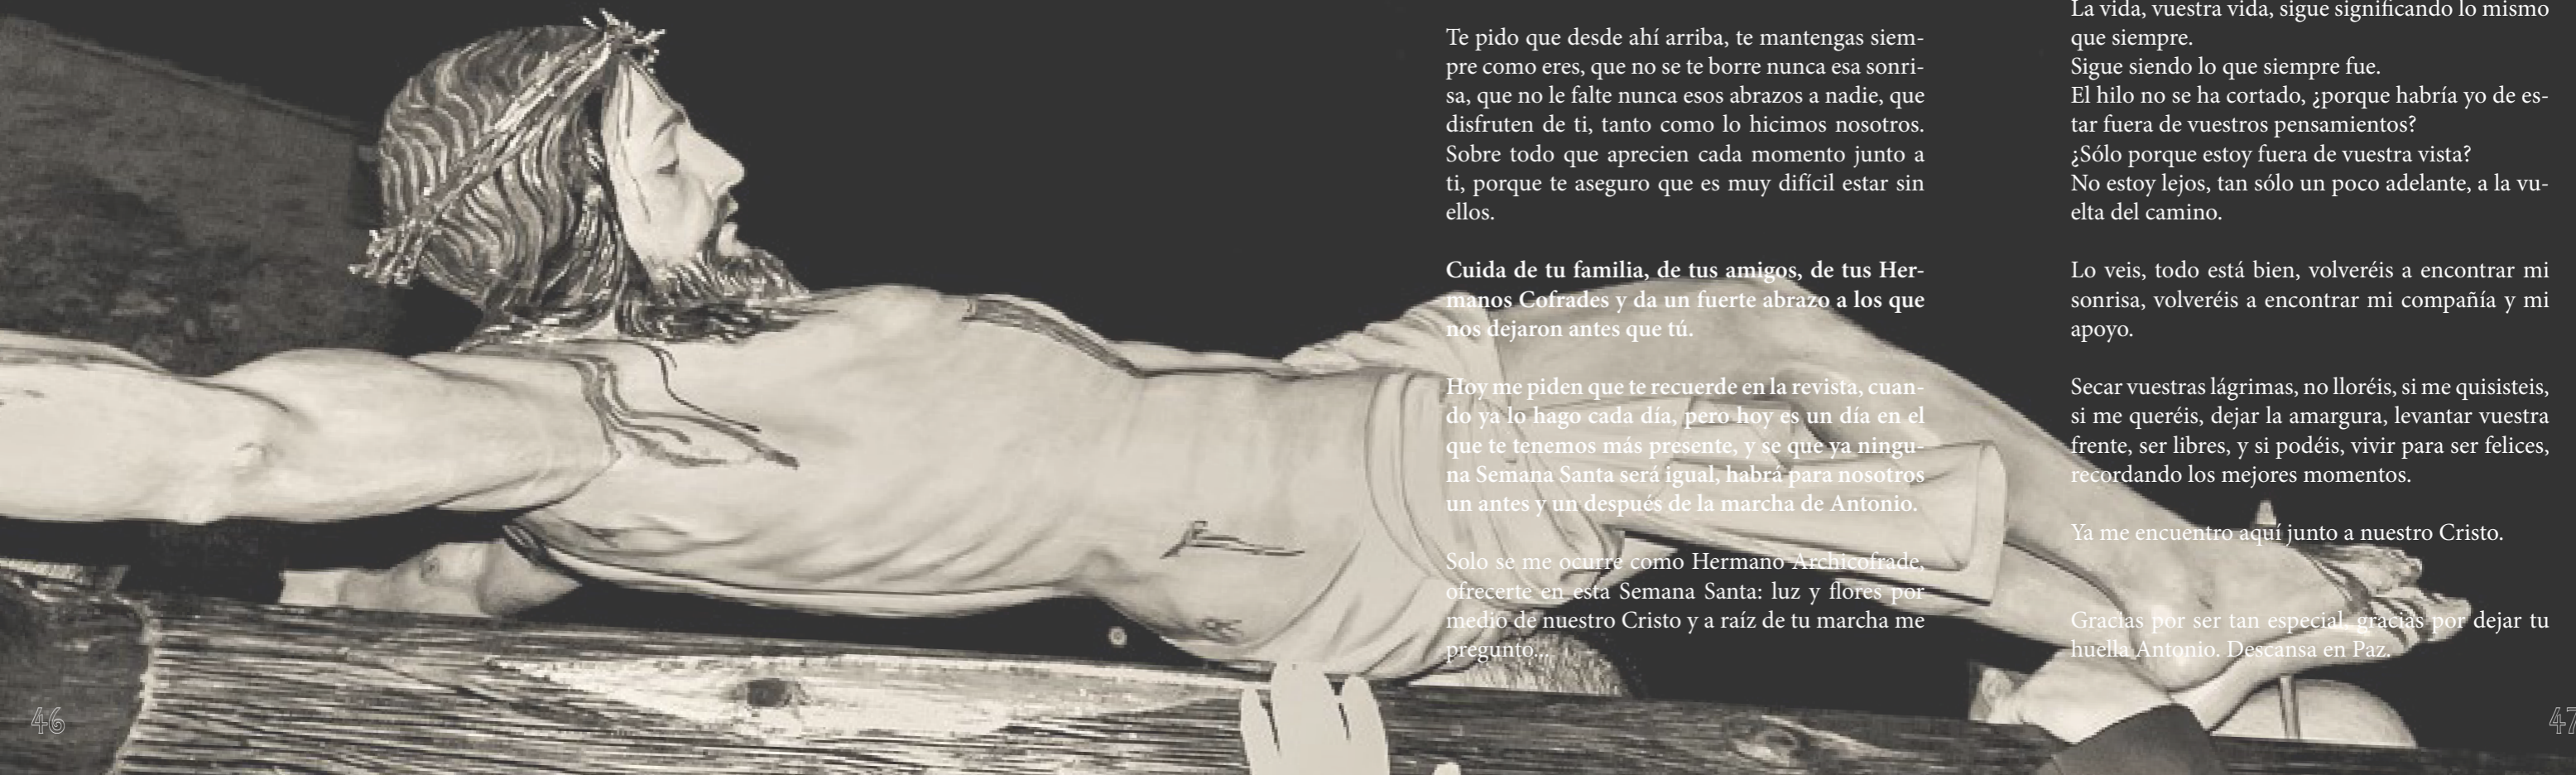 Te pido que desde ahí arriba, te mantengas siem-
pre como eres, que no se te borre nunca esa sonri-
sa, que no le falte nunca esos abrazos a nadie, que
disfruten de ti, tanto como lo hicimos nosotros.
Sobre todo que aprecien cada momento junto a
ti, porque te aseguro que es muy difícil estar sin
ellos.
Cuida de tu familia, de tus amigos, de tus Her-
manos Cofrades y da un fuerte abrazo a los que
nos dejaron antes que tú.
Hoy me piden que te recuerde en la revista, cuan-
do ya lo hago cada día, pero hoy es un día en el
que te tenemos más presente, y se que ya ningu-
na Semana Santa será igual, habrá para nosotros
un antes y un después de la marcha de Antonio.
Solo se me ocurre como Hermano Archicofrade,
ofrecerte en esta Semana Santa: luz y flores por
medio de nuestro Cristo y a raíz de tu marcha me
pregunto...
46
La vida, vuestra vida, sigue significando lo mismo
que siempre.
Sigue siendo lo que siempre fue.
El hilo no se ha cortado, ¿porque habría yo de es-
tar fuera de vuestros pensamientos?
¿Sólo porque estoy fuera de vuestra vista?
No estoy lejos, tan sólo un poco adelante, a la vu-
elta del camino.
Lo veis, todo está bien, volveréis a encontrar mi
sonrisa, volveréis a encontrar mi compañía y mi
apoyo.
Secar vuestras lágrimas, no lloréis, si me quisisteis,
si me queréis, dejar la amargura, levantar vuestra
frente, ser libres, y si podéis, vivir para ser felices,
recordando los mejores momentos.
Ya me encuentro aquí junto a nuestro Cristo.
Gracias por ser tan especial, gracias por dejar tu
huella Antonio. Descansa en Paz.
47